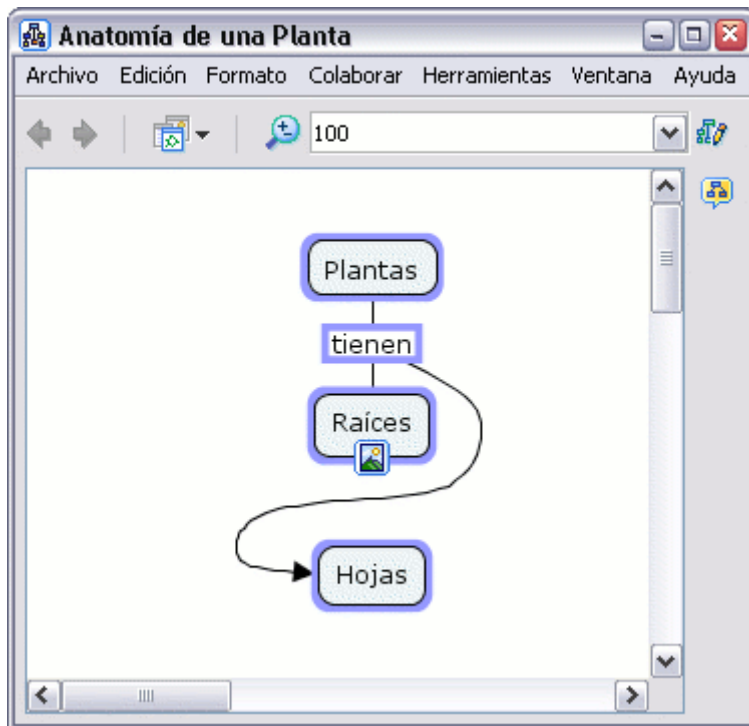 Anatomía de una Planta
Archivo Edición Formato Colaborar Herramientas Ventana Ayuda
100
Plantas
tienen
Raíces
Hojas